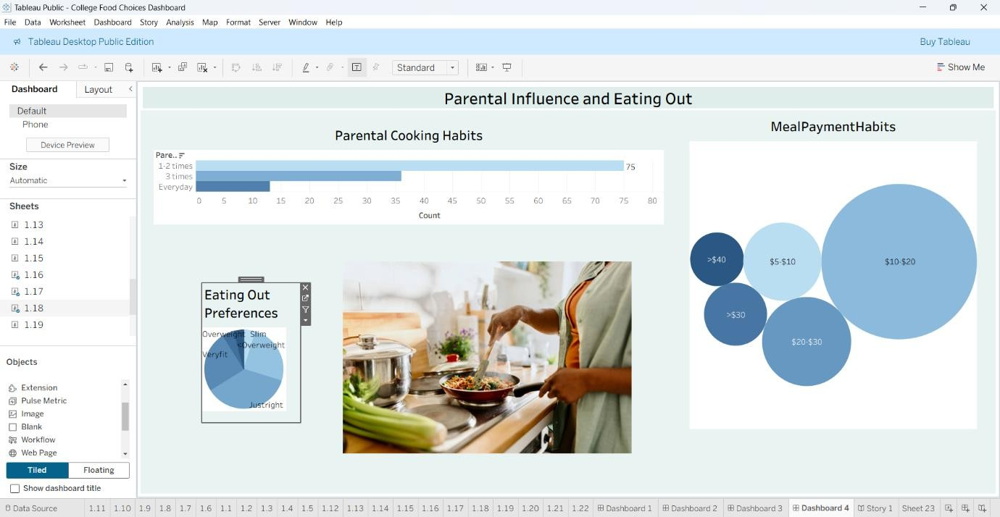 Tableau Public - College Food Choices Dashboard
File Data Worksheet Dashboard Story Analysis Map Format Server Window Help
Tableau Desktop Public Edition
Buy Tableau
Standard
Show Me
Dashboard Layout
Default
Phone
Device Preview
Size
Automatic
Sheets
1.13
1.14
1.15
1.16
1.17
1.18
1.19
Objects
Extension
Pulse Metric
Image
Blank
Workflow
Web Page
Tiled Floating
Show dashboard title
Parental Influence and Eating Out
Parental Cooking Habits
Pare..
1-2 times
75
3 times
Everyday
0 5 10 15 20 25 30 35 40 45 50 55 60 65 70 75 80
Count
MealPaymentHabits
>$40
$5-$10
$10-$20
>$30
$20-$30
Eating Out
Preferences
Overweight Slim
<Overweight
Veryfit
Justright
Data Source 1.11 1.10 1.9 1.8 1.7 1.6 1.1 1.2 1.3 1.4 1.5 1.12 1.13 1.14 1.15 1.16 1.17 1.18 1.19 1.20 1.21 1.22 Dashboard 1 Dashboard 2 Dashboard 3 Dashboard 4 Story 1 Sheet 23